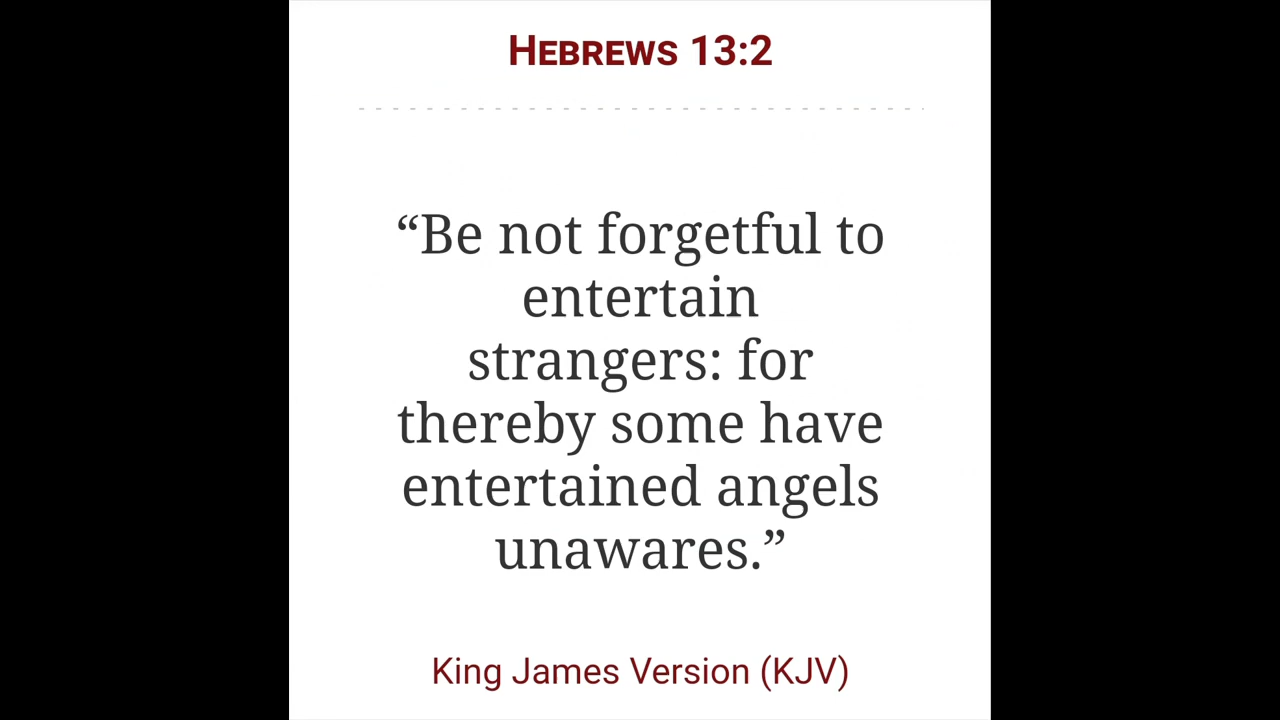 HEBREWS 13:2
“Be not forgetful to
entertain
strangers: for
thereby some have
entertained angels
unawares.”
King James Version (KJV)